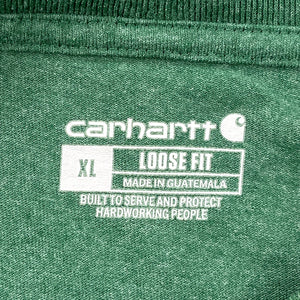 carhartt
XL LOOSE FIT
MADE IN GUATEMALA
BUILT TO SERVE AND PROTECT
HARDWORKING PEOPLE